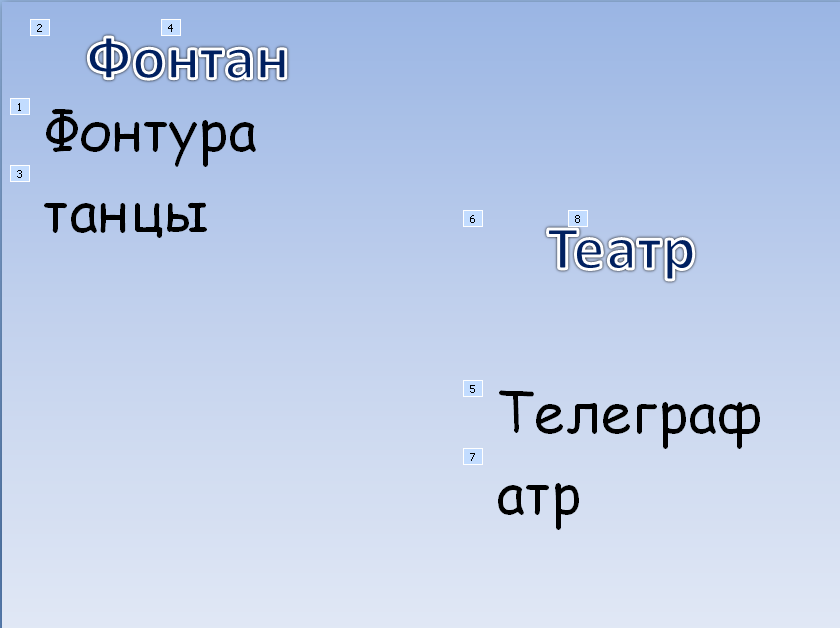 2 4
Фонтан
1
Фонтура
3
танцы
6 8
Театр
5
Телеграф
7
атр